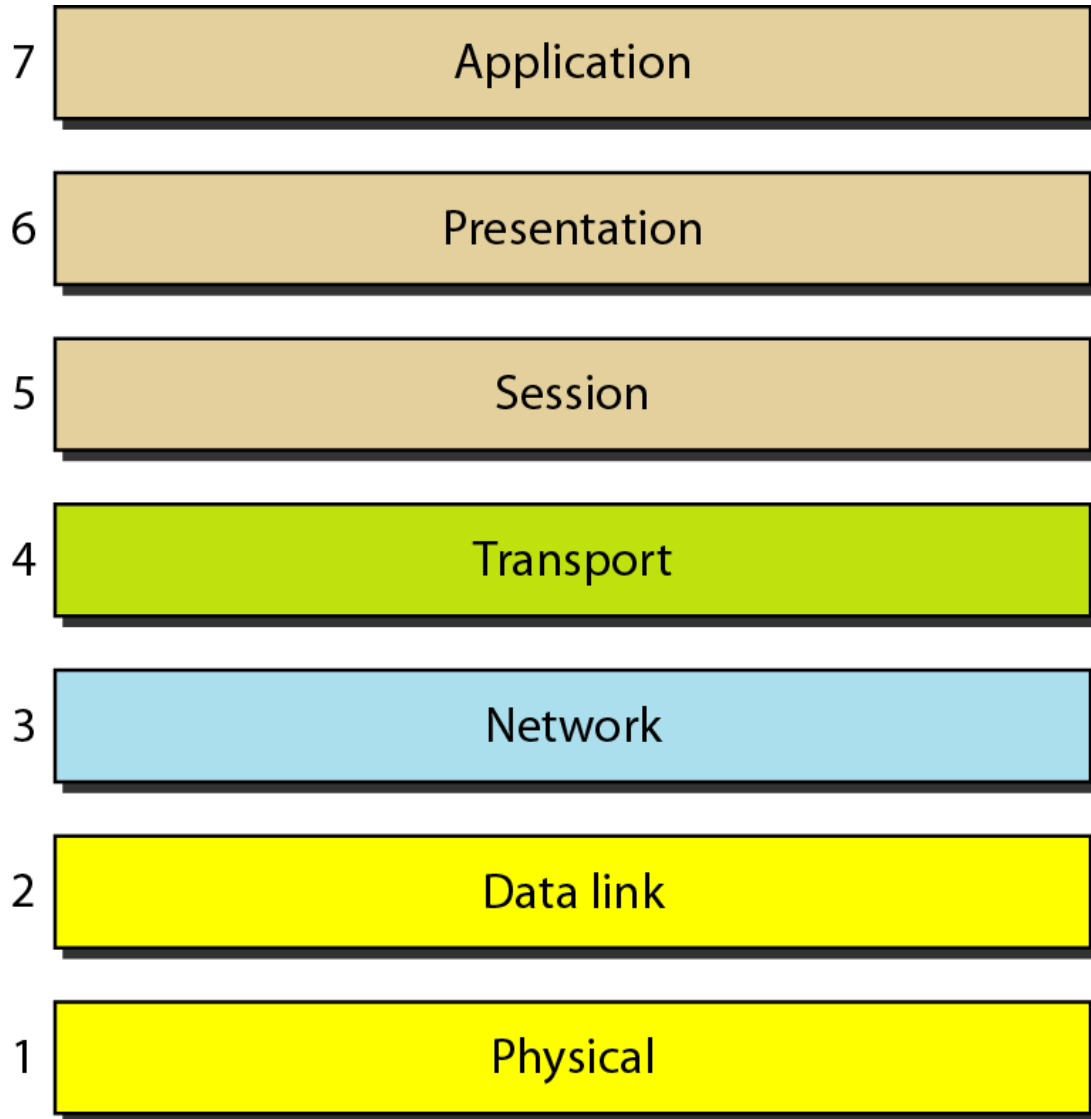 7 Application
6 Presentation
5 Session
4 Transport
3 Network
2 Data link
1 Physical